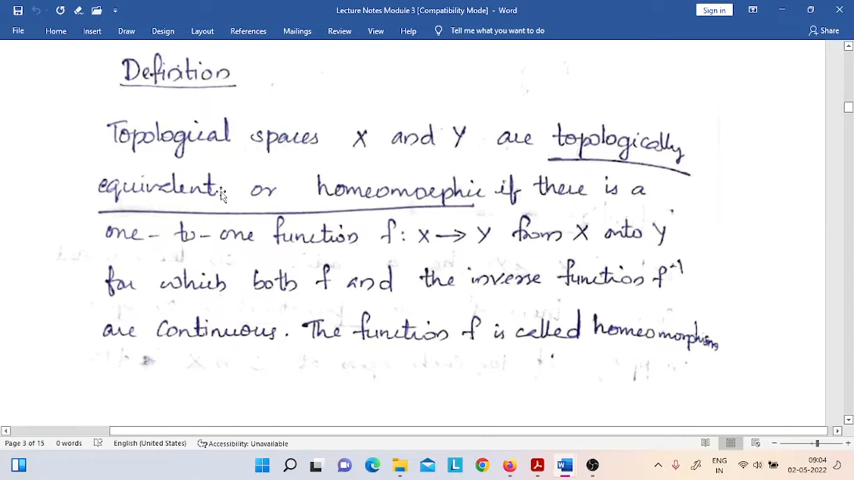 Lecture Notes Module 3 [Compatibility Mode] - Word
Sign in
File Home Insert Draw Design Layout References Mailings Review View Help Tell me what you want to do Share
Definition
Topological spaces X and Y are topologically
equivalent or homeomorphic if there is a
one-to-one function f: X → Y from X onto Y
for which both f and the inverse function f⁻¹
are continuous. The function f is called homeomorphism
Page 3 of 15 0 words English (United States) Accessibility: Unavailable 100%
ENG
IN
09:04
02-05-2022